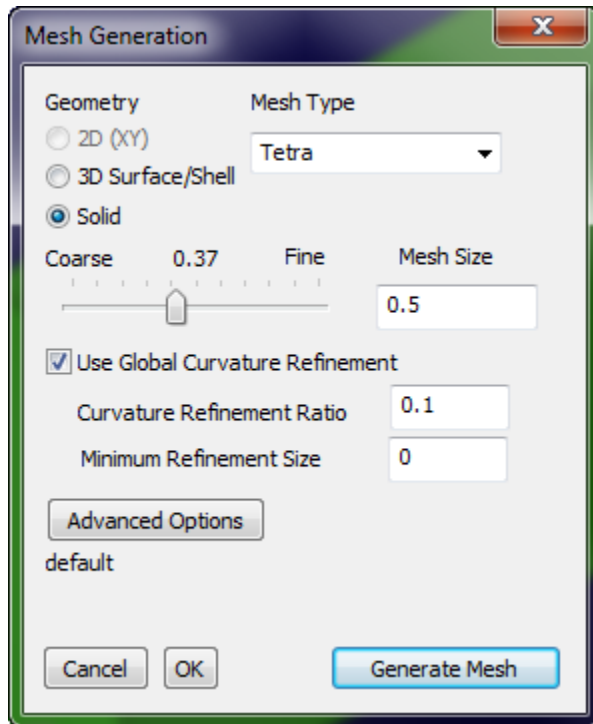 Mesh Generation
Geometry
Mesh Type
2D (XY)
Tetra
3D Surface/Shell
Solid
Coarse 0.37 Fine
Mesh Size
0.5
Use Global Curvature Refinement
Curvature Refinement Ratio 0.1
Minimum Refinement Size 0
Advanced Options
default
Cancel OK Generate Mesh